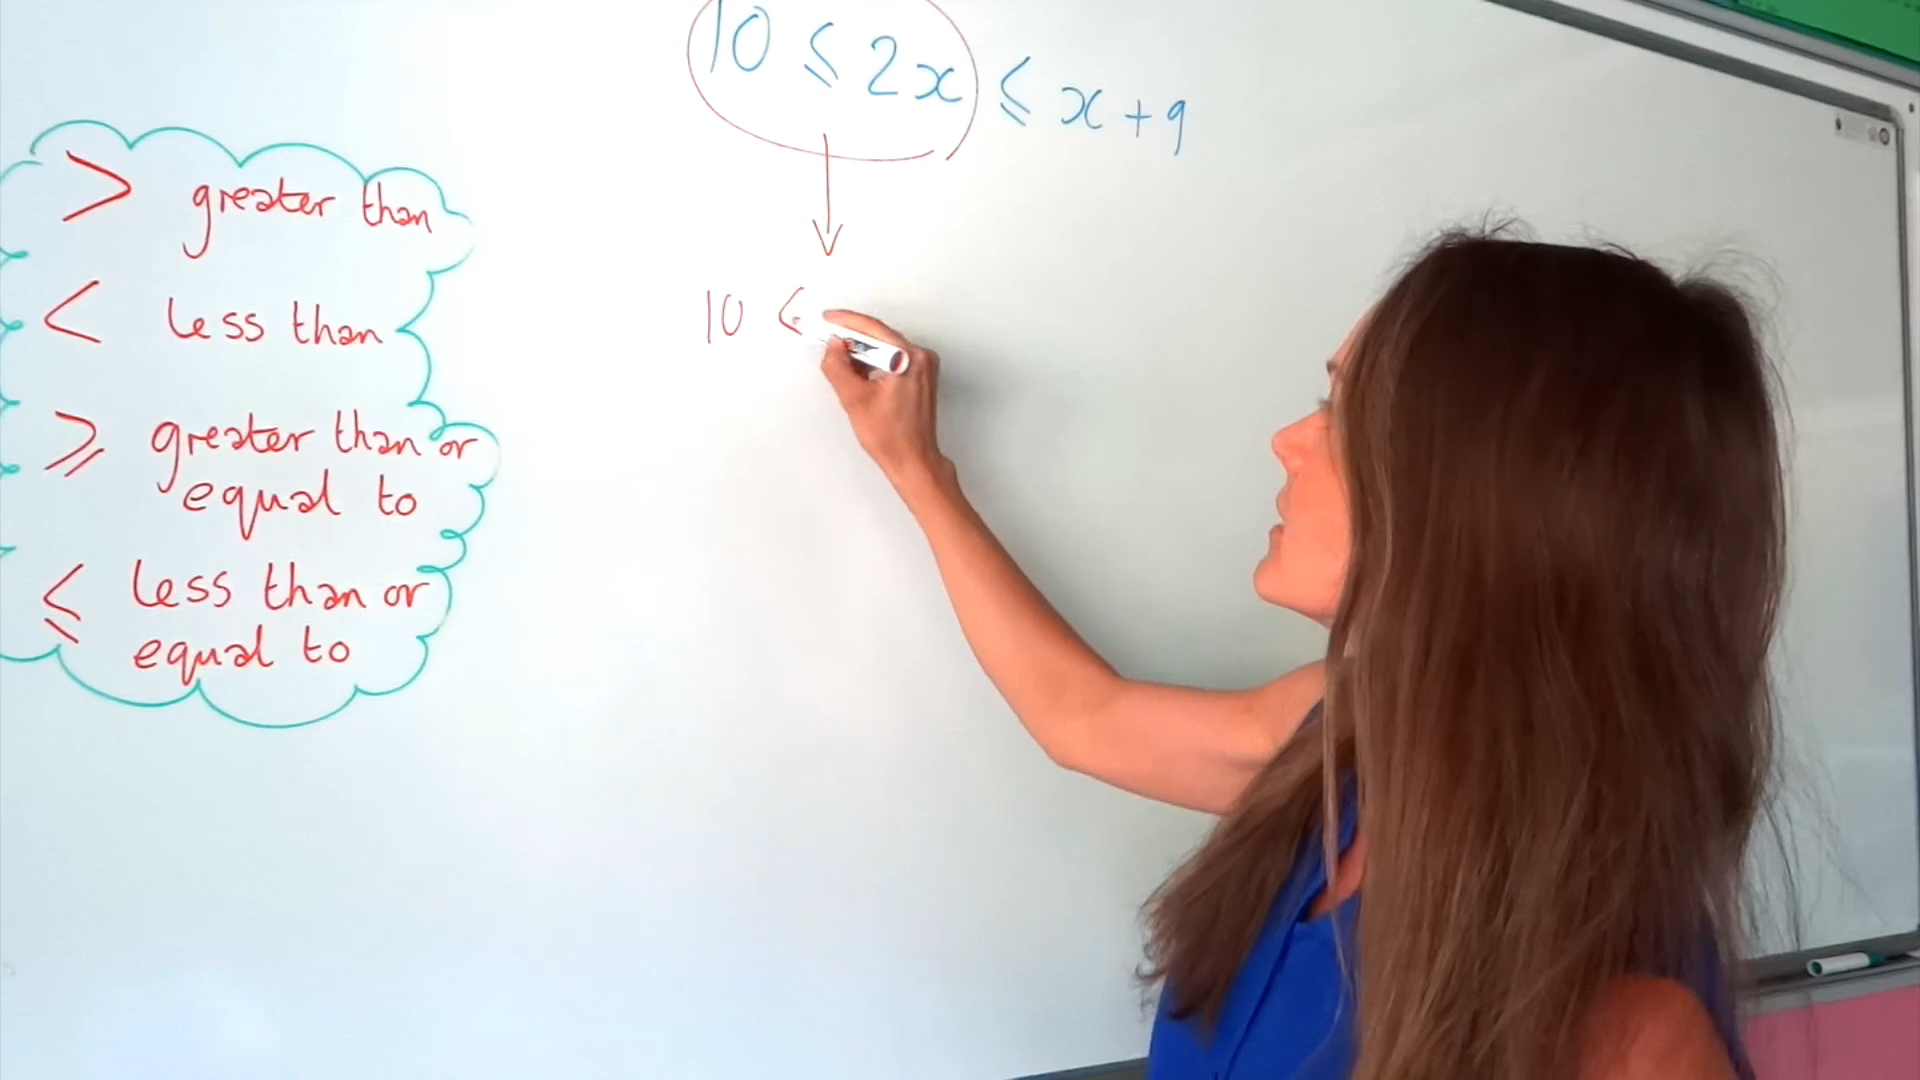 10 ⩽ 2x ⩽ x + 9
> greater than
< less than
⩾ greater than or
equal to
⩽ less than or
equal to
10 <